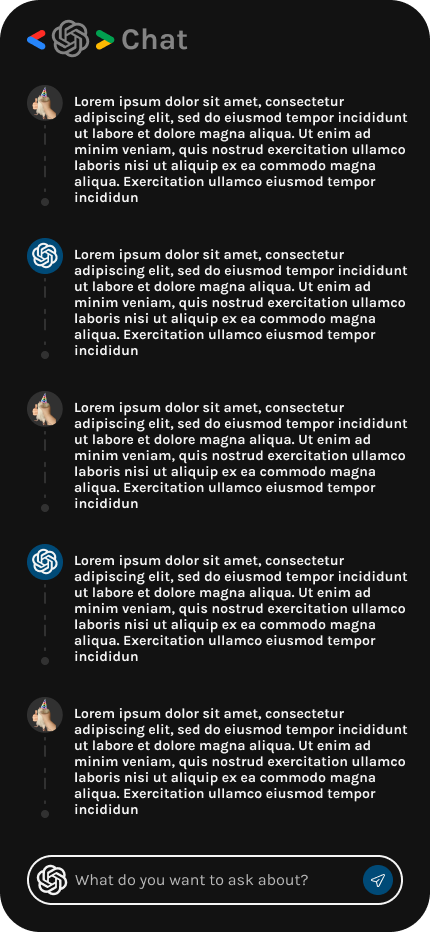 Chat
Lorem ipsum dolor sit amet, consectetur
adipiscing elit, sed do eiusmod tempor incididunt
ut labore et dolore magna aliqua. Ut enim ad
minim veniam, quis nostrud exercitation ullamco
laboris nisi ut aliquip ex ea commodo magna
aliqua. Exercitation ullamco eiusmod tempor
incididun
Lorem ipsum dolor sit amet, consectetur
adipiscing elit, sed do eiusmod tempor incididunt
ut labore et dolore magna aliqua. Ut enim ad
minim veniam, quis nostrud exercitation ullamco
laboris nisi ut aliquip ex ea commodo magna
aliqua. Exercitation ullamco eiusmod tempor
incididun
Lorem ipsum dolor sit amet, consectetur
adipiscing elit, sed do eiusmod tempor incididunt
ut labore et dolore magna aliqua. Ut enim ad
minim veniam, quis nostrud exercitation ullamco
laboris nisi ut aliquip ex ea commodo magna
aliqua. Exercitation ullamco eiusmod tempor
incididun
Lorem ipsum dolor sit amet, consectetur
adipiscing elit, sed do eiusmod tempor incididunt
ut labore et dolore magna aliqua. Ut enim ad
minim veniam, quis nostrud exercitation ullamco
laboris nisi ut aliquip ex ea commodo magna
aliqua. Exercitation ullamco eiusmod tempor
incididun
Lorem ipsum dolor sit amet, consectetur
adipiscing elit, sed do eiusmod tempor incididunt
ut labore et dolore magna aliqua. Ut enim ad
minim veniam, quis nostrud exercitation ullamco
laboris nisi ut aliquip ex ea commodo magna
aliqua. Exercitation ullamco eiusmod tempor
incididun
What do you want to ask about?